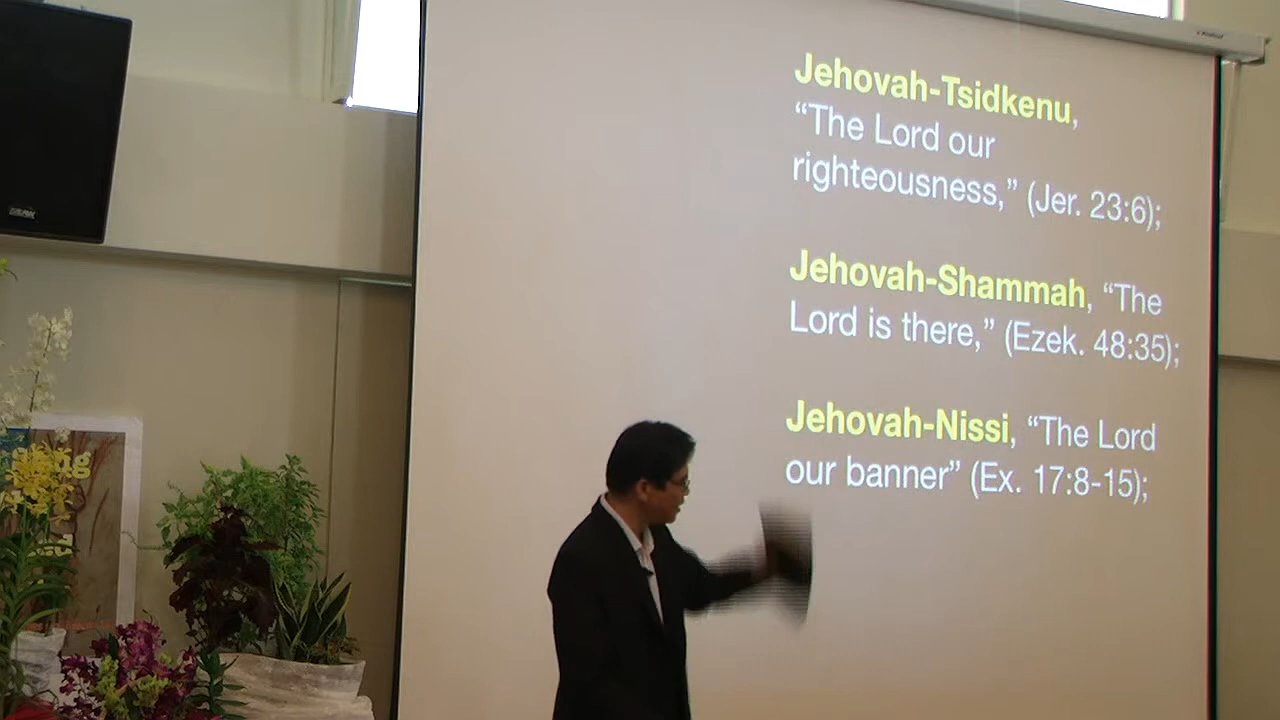 Jehovah-Tsidkenu,
“The Lord our
righteousness,” (Jer. 23:6);
Jehovah-Shammah, “The
Lord is there,” (Ezek. 48:35);
Jehovah-Nissi, “The Lord
our banner” (Ex. 17:8-15);